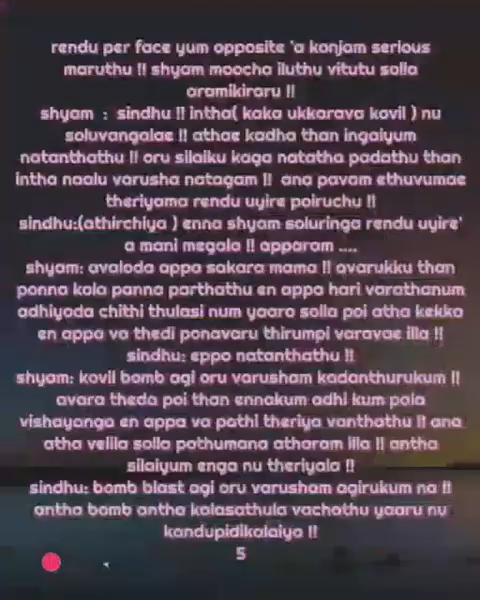 rendu per face yum opposite 'a konjam serious
maruthu !! shyam moocha iluthu vitutu solla
aramikiraru !!
shyam : sindhu !! intha( kaka ukkarava kovil ) nu
soluvangalae !! athae kadha than ingaiyum
natanthathu !! oru silaiku kaga natatha padathu than
intha naalu varusha natagam !! ana pavam ethuvumae
theriyama rendu uyire poiruchu !!
sindhu:(athirchiya ) enna shyam soluringa rendu uyire'
a mani megala !! apparam ....
shyam: avaloda appa sakara mama !! avarukku than
ponna kola panna parthathu en appa hari varathanum
adhiyoda chithi thulasi num yaaro solla poi atha kekka
en appa va thedi ponavaru thirumpi varavae illa !!
sindhu: eppo natanthathu !!
shyam: kovil bomb agi oru varusham kadanthurukum !!
avara theda poi than ennakum adhi kum pala
vishayanga en appa va pathi theriya vanthathu !! ana
atha velila solla pothumana atharam illa !! antha
silaiyum enga nu theriyala !!
sindhu: bomb blast agi oru varusham agirukum na !!
antha bomb antha kalasathula vachathu yaaru nu
kandupidikalaiya !!
5